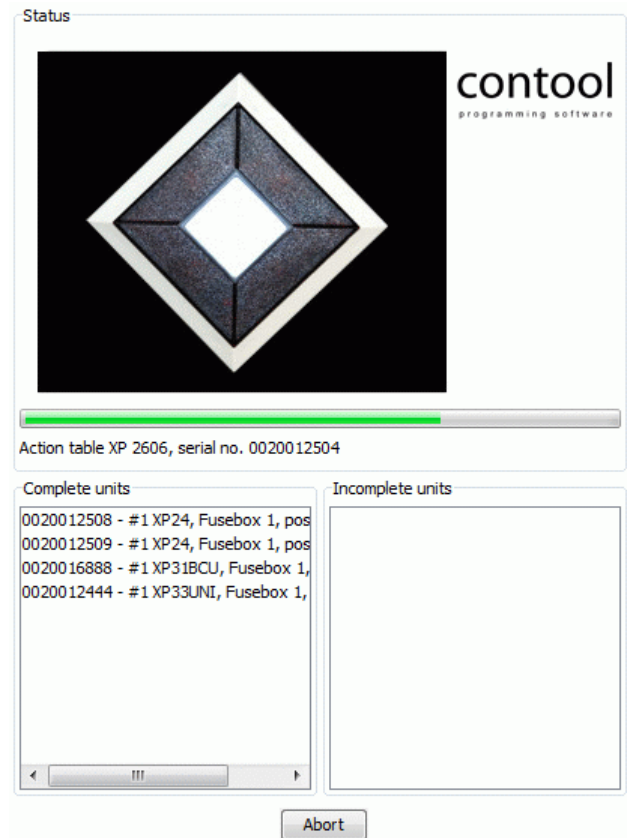 Status
contool
programming software
Action table XP 2606, serial no. 0020012504
Complete units
0020012508 - #1 XP24, Fusebox 1, pos
0020012509 - #1 XP24, Fusebox 1, pos
0020016888 - #1 XP31BCU, Fusebox 1,
0020012444 - #1 XP33UNI, Fusebox 1,
Incomplete units
Abort